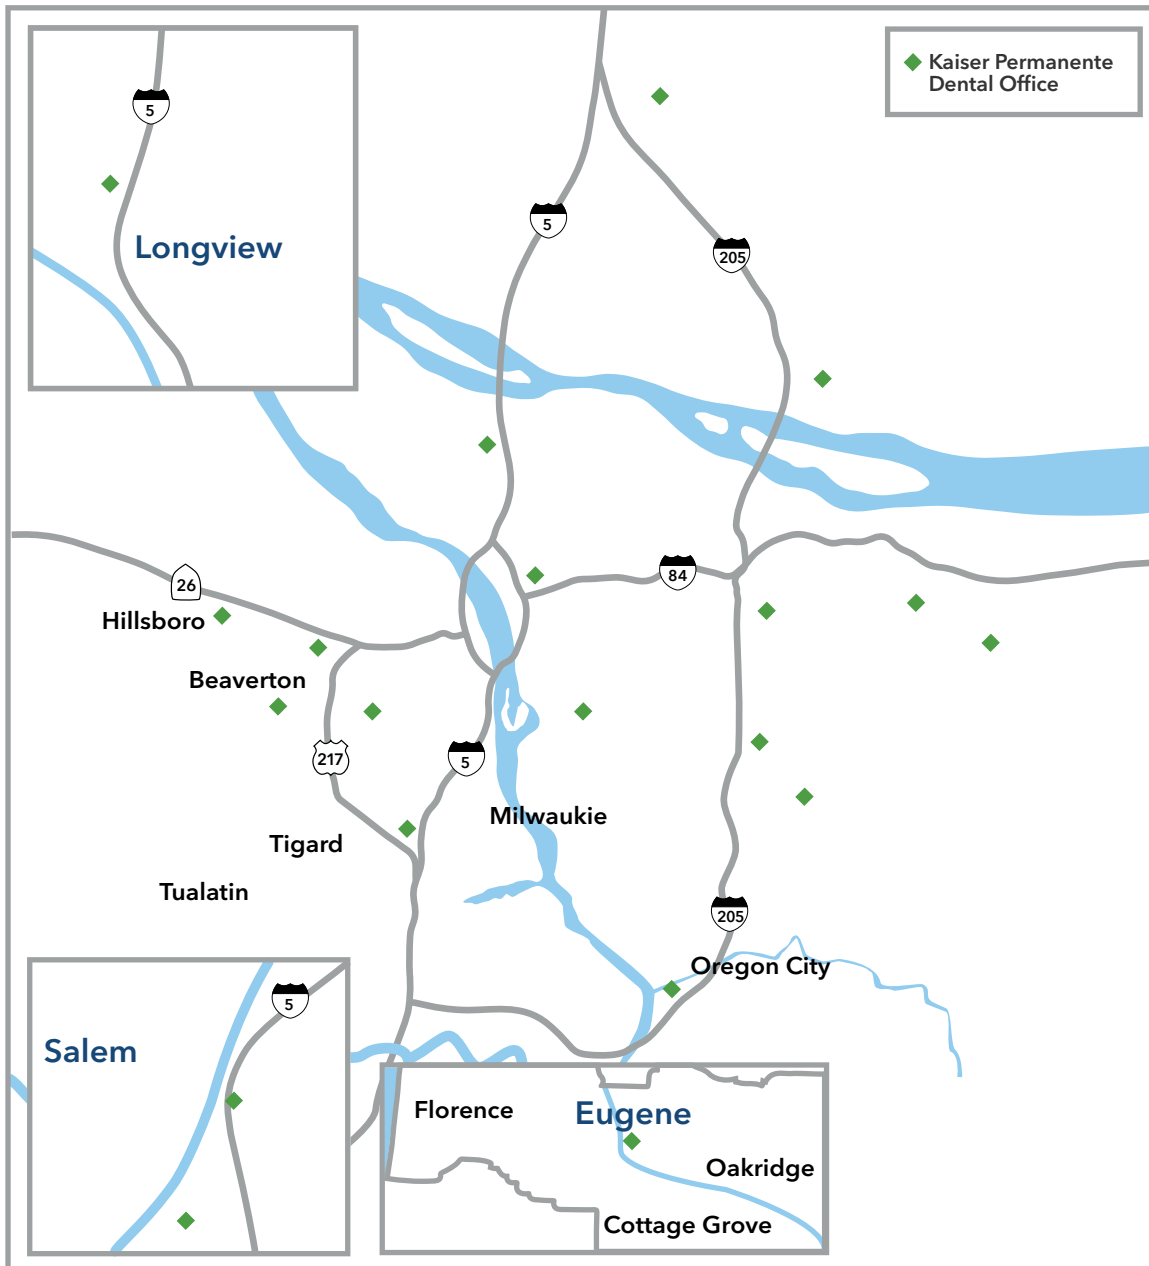 Kaiser Permanente
Dental Office
5
Longview
5
205
26
84
Hillsboro
Beaverton
217
5
Milwaukie
Tigard
Tualatin
205
Oregon City
5
Salem
Florence
Eugene
Oakridge
Cottage Grove